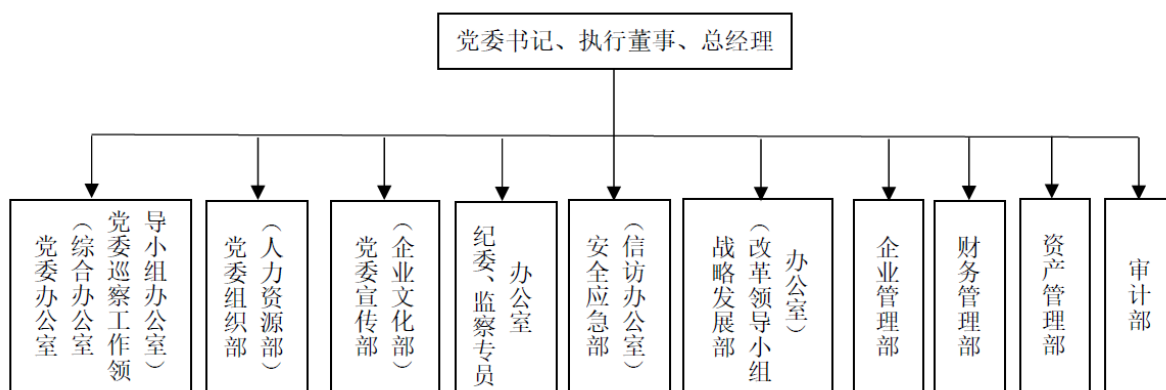 党委书记、执行董事、总经理
党委办公室
（综合办公室
党委巡察工作领
导小组办公室）
党委组织部
（人力资源部）
党委宣传部
（企业文化部）
纪委、监察专员
办公室
安全应急部
（信访办公室）
战略发展部
（改革领导小组
办公室）
企业管理部
财务管理部
资产管理部
审计部